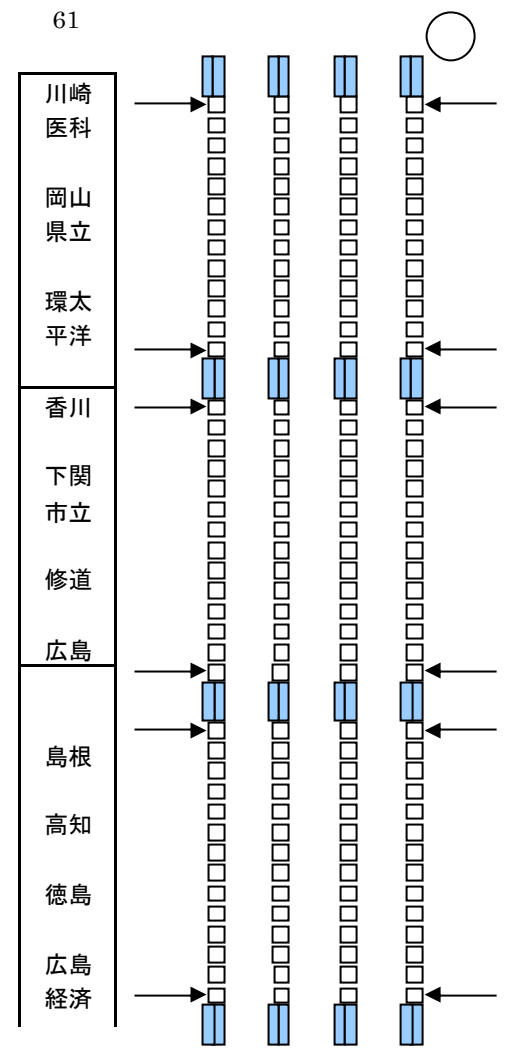 61
川崎
医科
岡山
県立
環太
平洋
香川
下関
市立
修道
広島
島根
高知
徳島
広島
経済